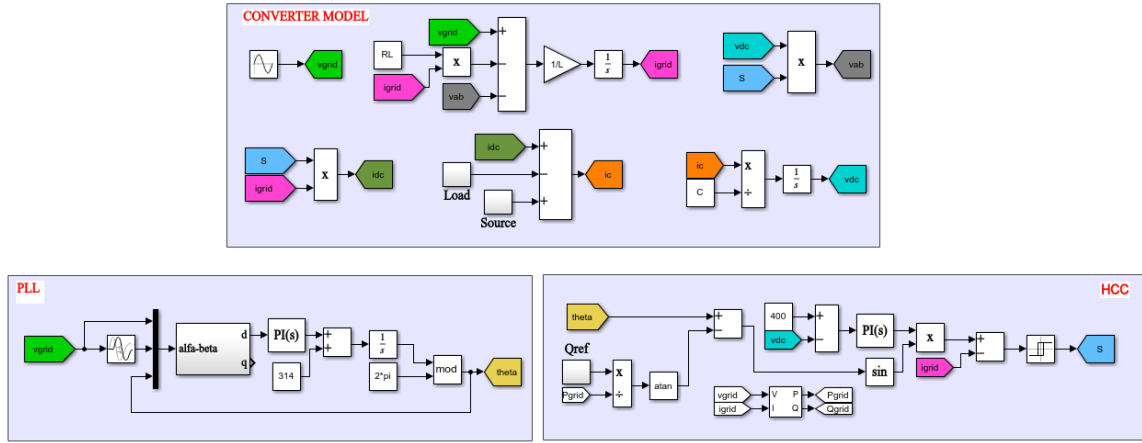 CONVERTER MODEL
vgrid
vgrid
RL
x
igrid
vab
+
−
−
1/L
1
s
igrid
vdc
S
x
vab
S
igrid
x
idc
idc
Load
Source
+
−
+
ic
ic
C
x
÷
1
s
vdc
PLL
vgrid
alfa-beta
d
q
PI(s)
314
+
+
1
s
2*pi
mod
theta
HCC
theta
Qref
Pgrid
x
÷
atan
+
−
400
vdc
+
−
PI(s)
sin
x
igrid
+
−
S
vgrid
igrid
V P
I Q
Pgrid
Qgrid